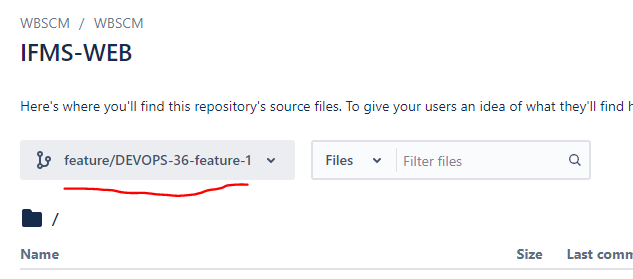 WBSCM / WBSCM
IFMS-WEB
Here's where you'll find this repository's source files. To give your users an idea of what they'll find
feature/DEVOPS-36-feature-1 Files Filter files
/
Name Size Last